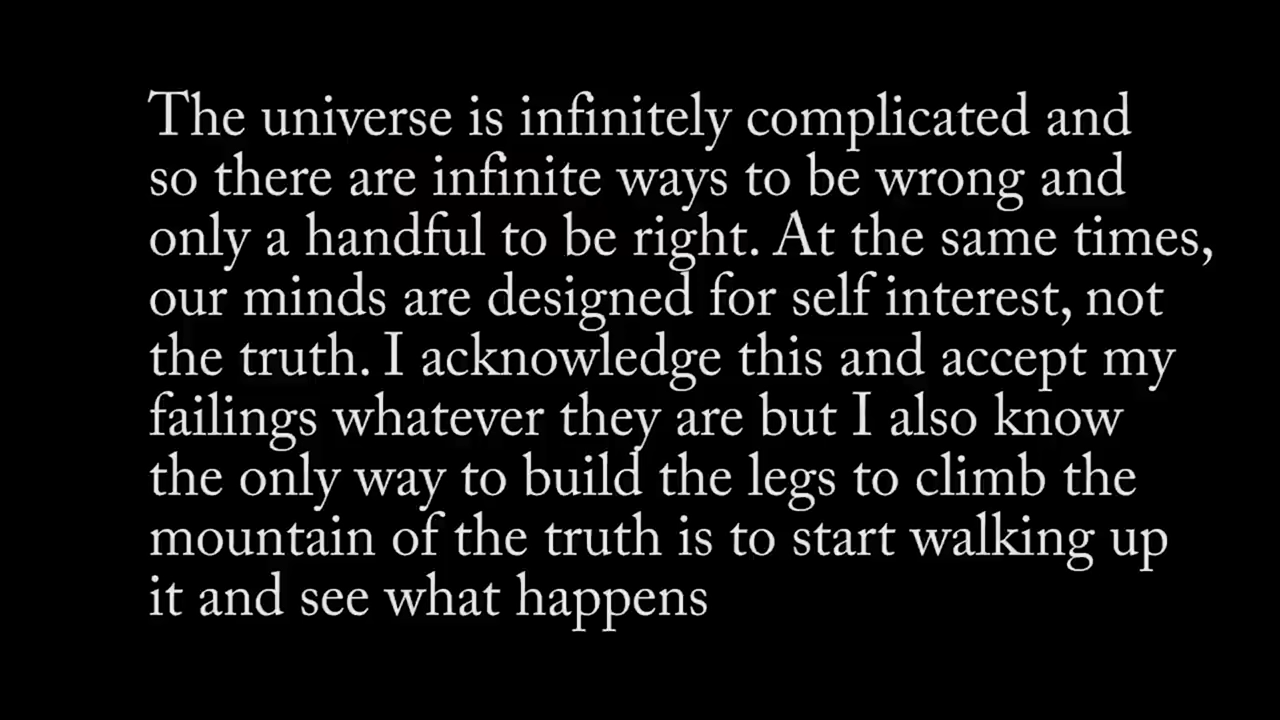 The universe is infinitely complicated and
so there are infinite ways to be wrong and
only a handful to be right. At the same times,
our minds are designed for self interest, not
the truth. I acknowledge this and accept my
failings whatever they are but I also know
the only way to build the legs to climb the
mountain of the truth is to start walking up
it and see what happens